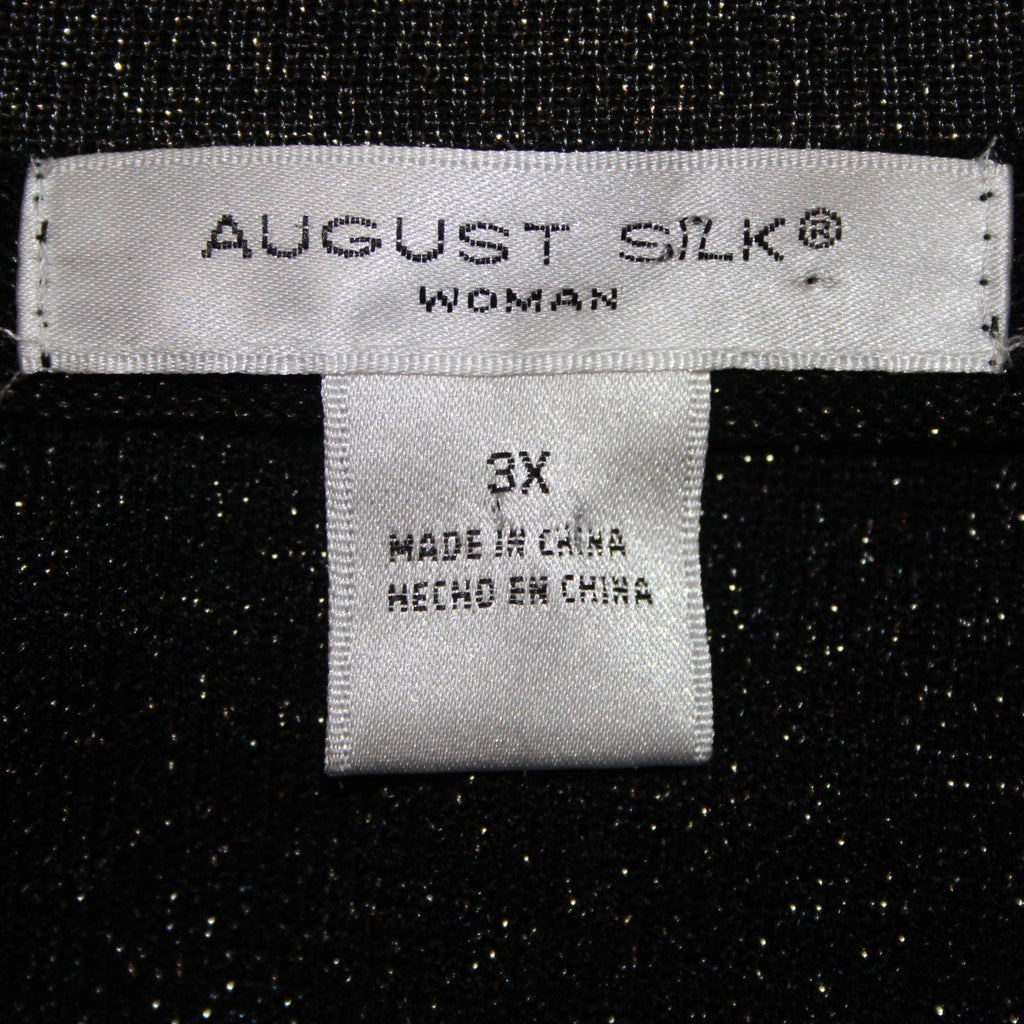 AUGUST SILK®
WOMAN
3X
MADE IN CHINA
HECHO EN CHINA